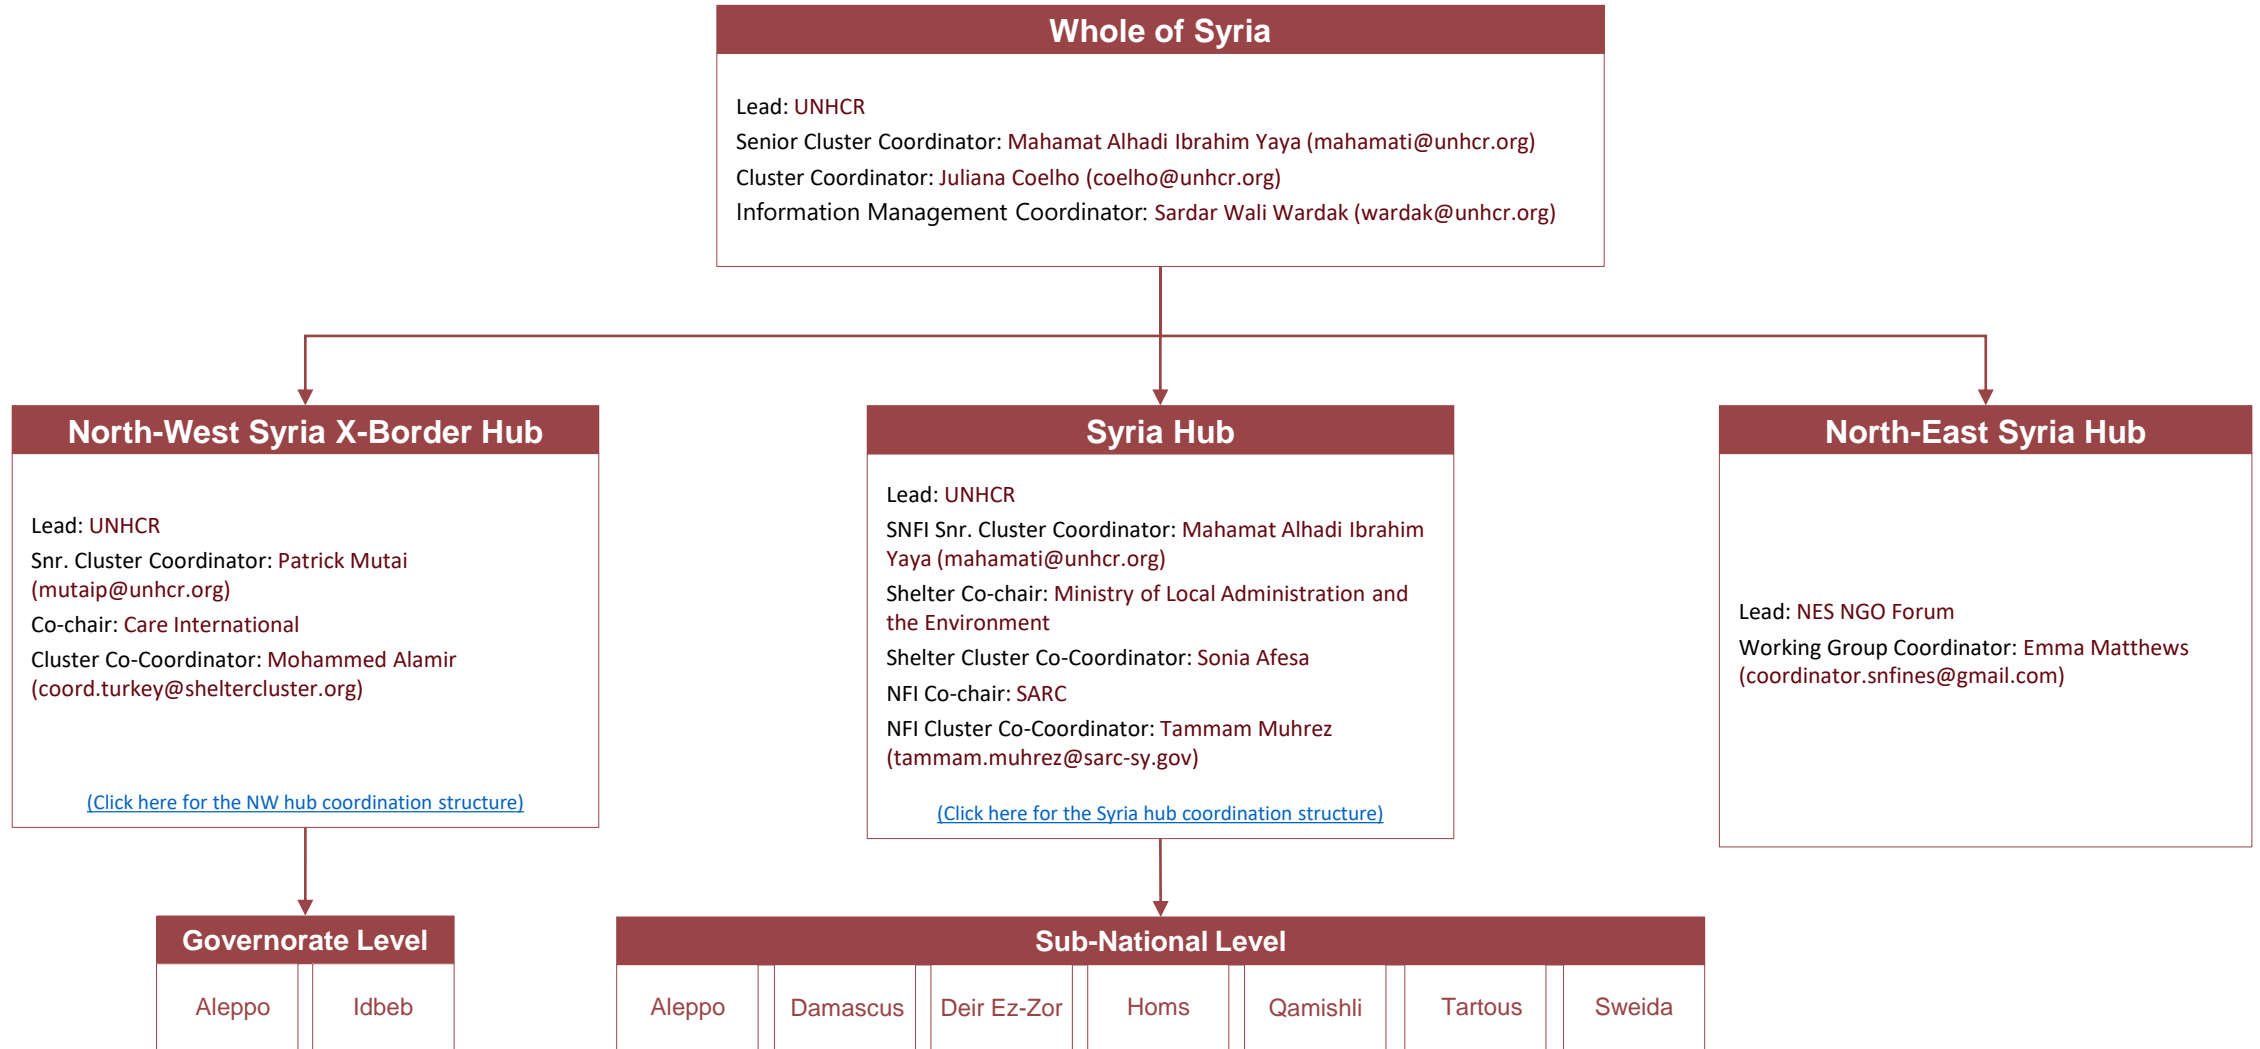 Whole of Syria
Lead: UNHCR
Senior Cluster Coordinator: Mahamat Alhadi Ibrahim Yaya (mahamati@unhcr.org)
Cluster Coordinator: Juliana Coelho (coelho@unhcr.org)
Information Management Coordinator: Sardar Wali Wardak (wardak@unhcr.org)
North-West Syria X-Border Hub
Lead: UNHCR
Snr. Cluster Coordinator: Patrick Mutai
(mutaip@unhcr.org)
Co-chair: Care International
Cluster Co-Coordinator: Mohammed Alamir
(coord.turkey@sheltercluster.org)
(Click here for the NW hub coordination structure)
Syria Hub
Lead: UNHCR
SNFI Snr. Cluster Coordinator: Mahamat Alhadi Ibrahim
Yaya (mahamati@unhcr.org)
Shelter Co-chair: Ministry of Local Administration and
the Environment
Shelter Cluster Co-Coordinator: Sonia Afesa
NFI Co-chair: SARC
NFI Cluster Co-Coordinator: Tammam Muhrez
(tammam.muhrez@sarc-sy.gov)
(Click here for the Syria hub coordination structure)
North-East Syria Hub
Lead: NES NGO Forum
Working Group Coordinator: Emma Matthews
(coordinator.snfines@gmail.com)
Governorate Level
Aleppo
Idbeb
Sub-National Level
Aleppo
Damascus
Deir Ez-Zor
Homs
Qamishli
Tartous
Sweida